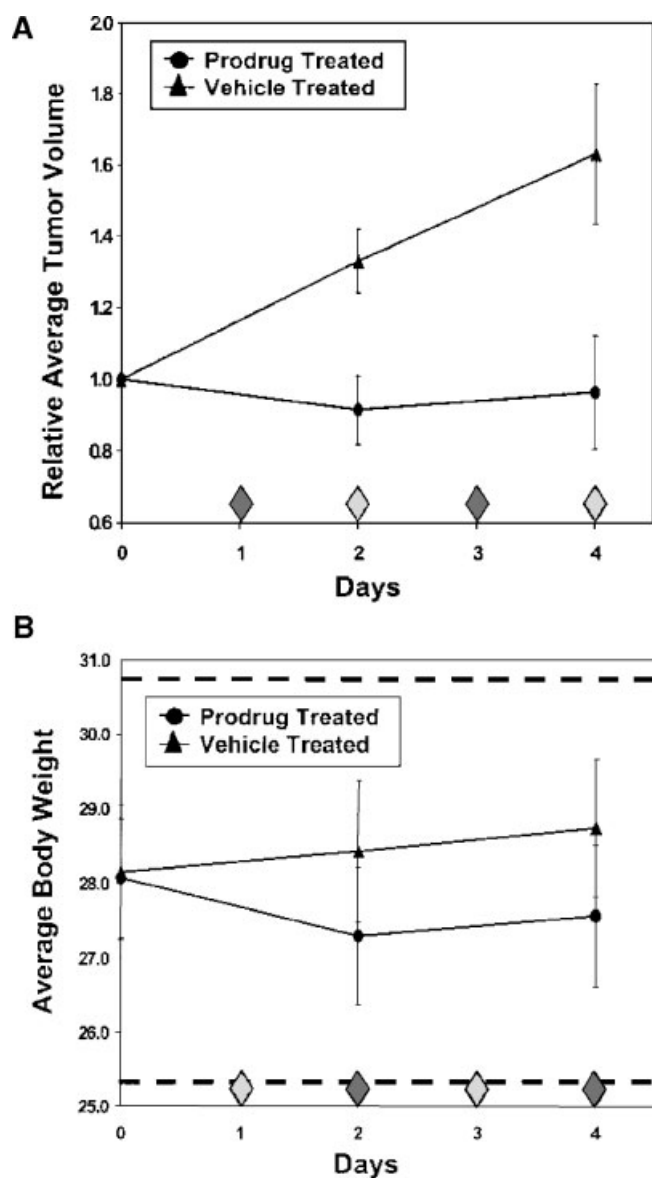 A
Relative Average Tumor Volume
2.0
1.8
1.6
1.4
1.2
1.0
0.8
0.6
Prodrug Treated
Vehicle Treated
0 1 2 3 4
Days
B
Average Body Weight
31.0
30.0
29.0
28.0
27.0
26.0
25.0
Prodrug Treated
Vehicle Treated
0 1 2 3 4
Days